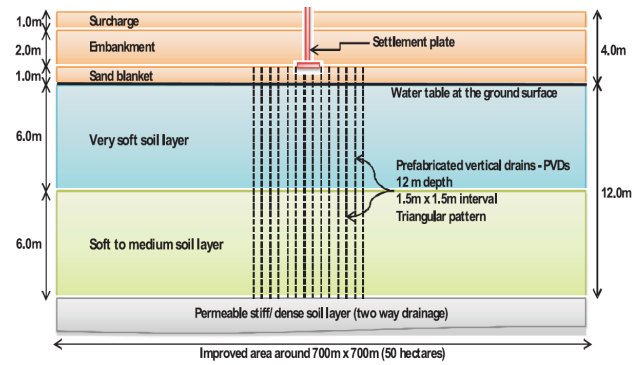 1.0m
Surcharge
2.0m
Embankment
Settlement plate
4.0m
1.0m
Sand blanket
Water table at the ground surface
6.0m
Very soft soil layer
Prefabricated vertical drains - PVDs
12 m depth
1.5m x 1.5m interval
Triangular pattern
12.0m
6.0m
Soft to medium soil layer
Permeable stiff/ dense soil layer (two way drainage)
Improved area around 700m x 700m (50 hectares)